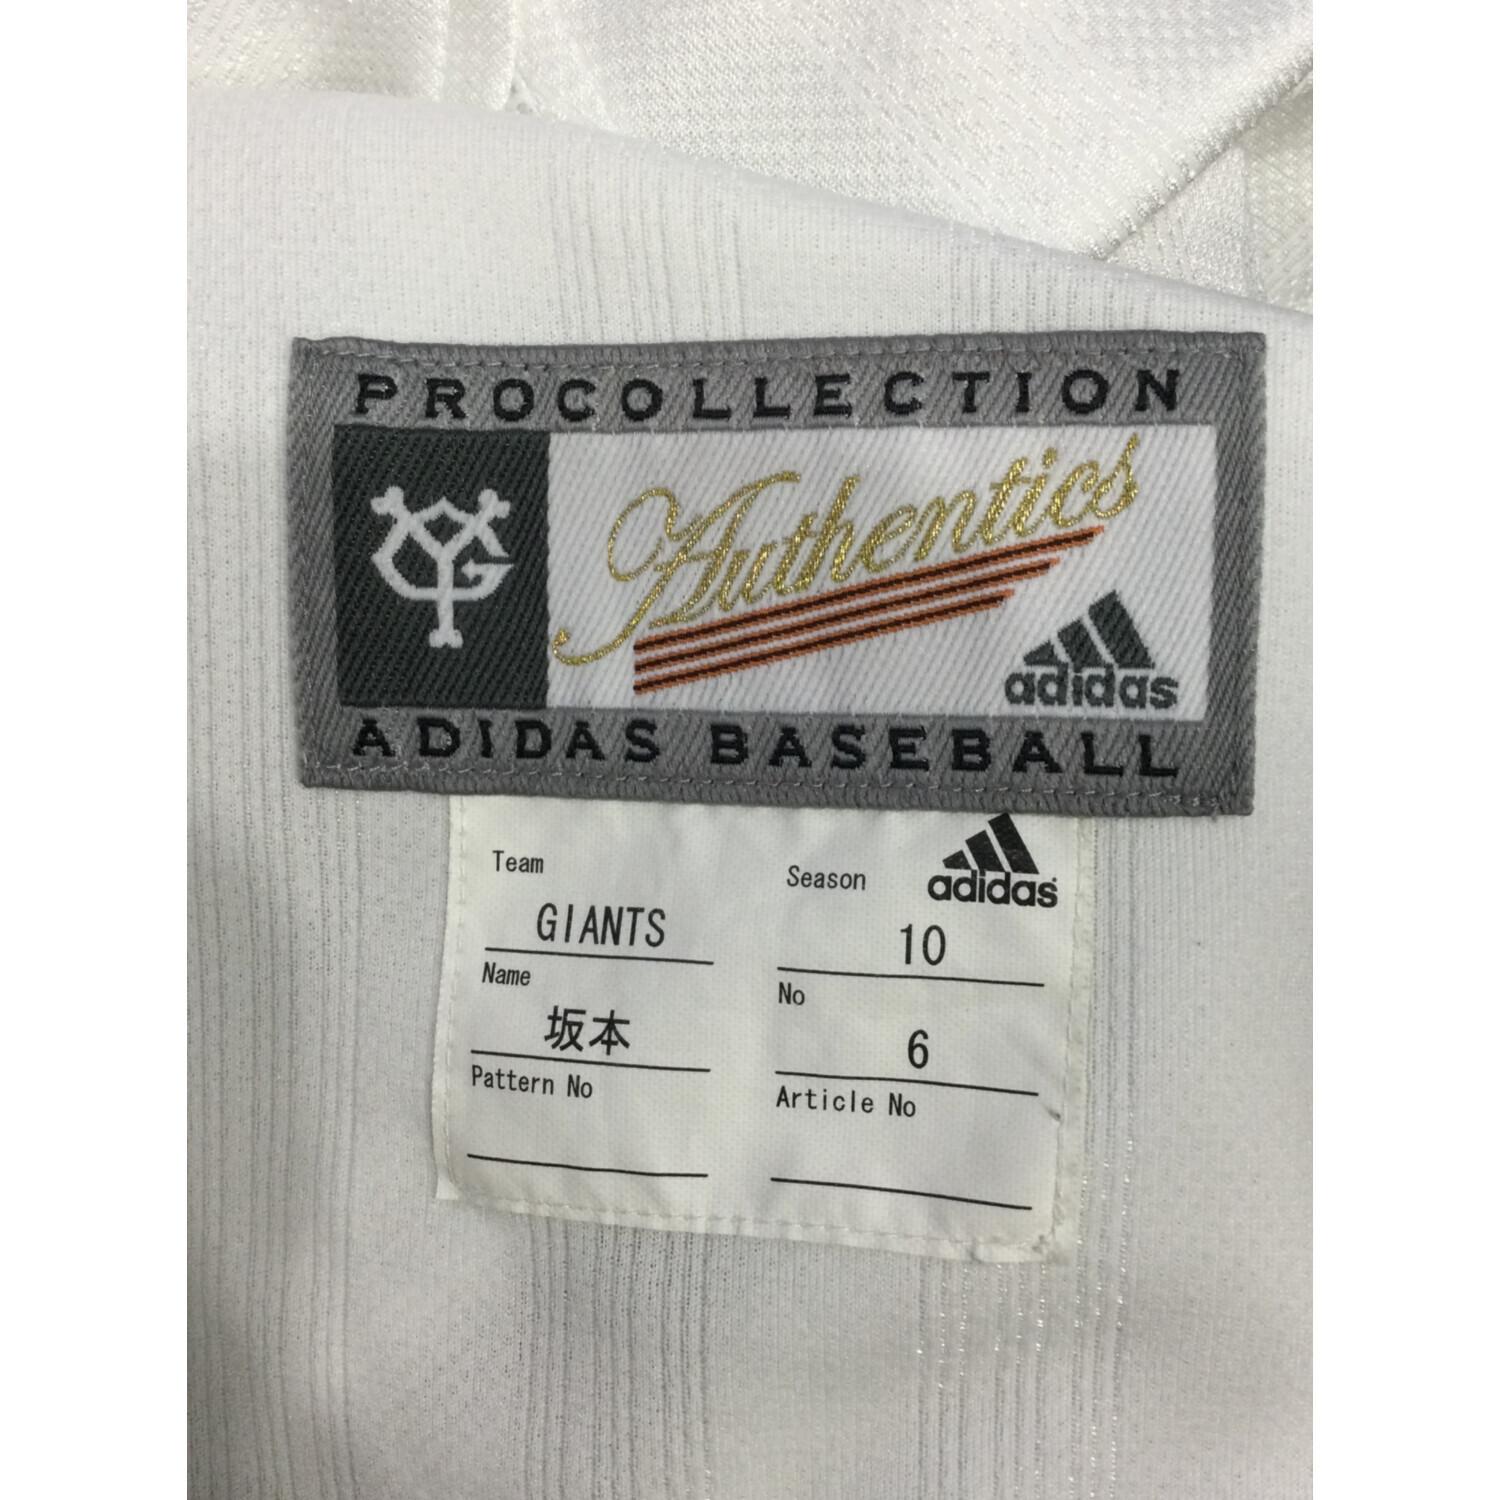 PROCOLLECTION
YG
Authentics
adidas
ADIDAS BASEBALL
adidas
Team
GIANTS
Season
10
Name
坂本
No
6
Pattern No
Article No